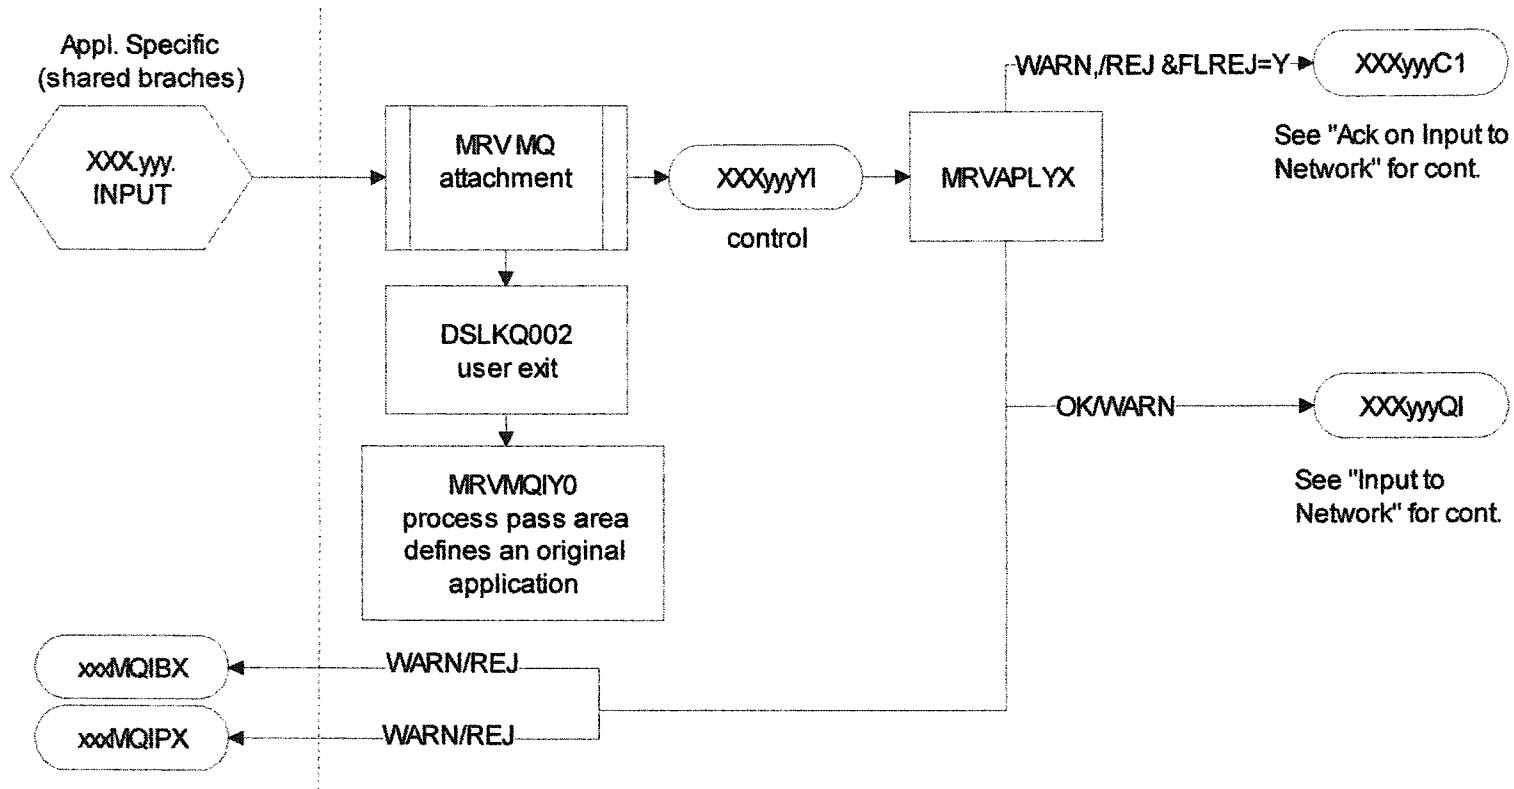 Appl. Specific
(shared braches)
XXX.yyy.
INPUT
MRV MQ
attachment
XXXyyyYI
control
MRVAPLYX
WARN,/REJ &FLREJ=Y
XXXyyyC1
See "Ack on Input to
Network" for cont.
DSLKQ002
user exit
OK/WARN
XXXyyyQI
See "Input to
Network" for cont.
MRVMQIY0
process pass area
defines an original
application
xxxMQIBX
WARN/REJ
xxxMQIPX
WARN/REJ